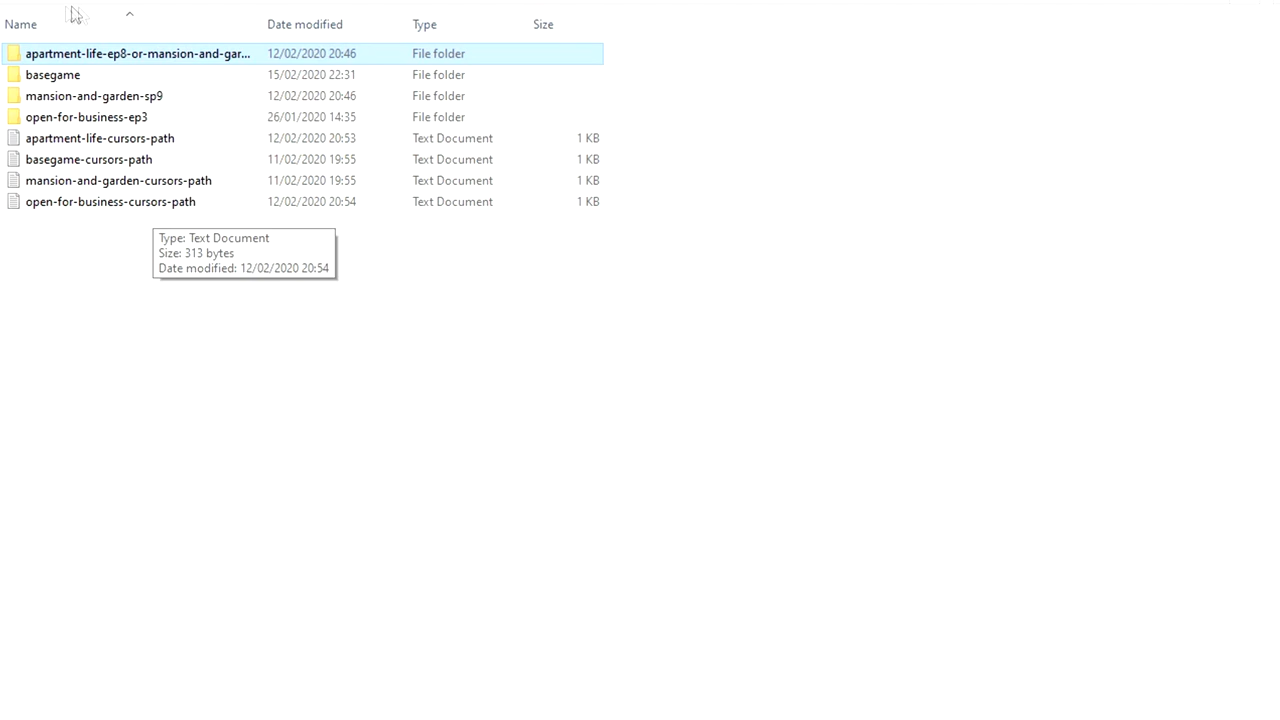 Name Date modified Type Size
apartment-life-ep8-or-mansion-and-gar... 12/02/2020 20:46 File folder
basegame 15/02/2020 22:31 File folder
mansion-and-garden-sp9 12/02/2020 20:46 File folder
open-for-business-ep3 26/01/2020 14:35 File folder
apartment-life-cursors-path 12/02/2020 20:53 Text Document 1 KB
basegame-cursors-path 11/02/2020 19:55 Text Document 1 KB
mansion-and-garden-cursors-path 11/02/2020 19:55 Text Document 1 KB
open-for-business-cursors-path 12/02/2020 20:54 Text Document 1 KB
Type: Text Document
Size: 313 bytes
Date modified: 12/02/2020 20:54